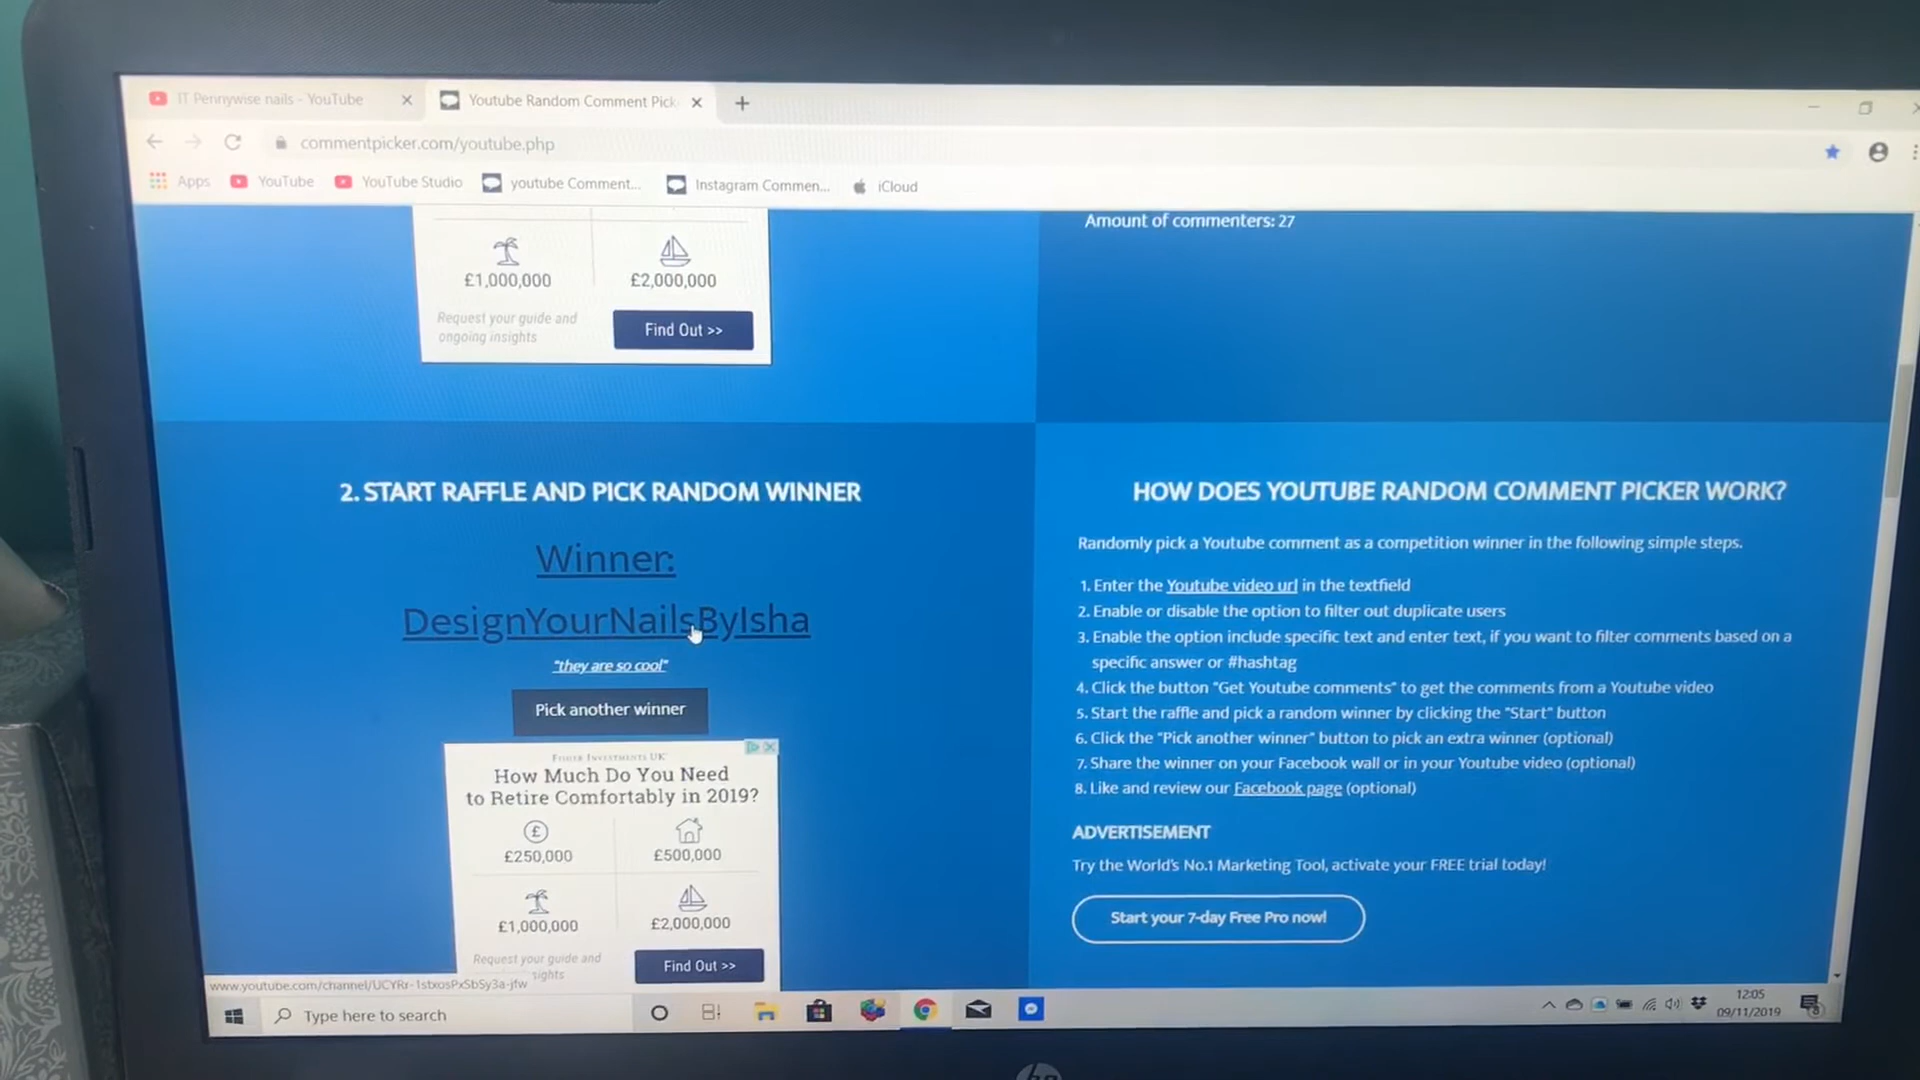 IT Pennywise nails - YouTube
Youtube Random Comment Pick
commentpicker.com/youtube.php
Apps
YouTube
YouTube Studio
youtube Comment...
Instagram Commen...
iCloud
£1,000,000
£2,000,000
Request your guide and
ongoing insights
Find Out >>
Amount of commenters: 27
2. START RAFFLE AND PICK RANDOM WINNER
Winner:
DesignYourNailsByIsha
"they are so cool"
Pick another winner
FISHER INVESTMENTS UK
How Much Do You Need
to Retire Comfortably in 2019?
£250,000
£500,000
£1,000,000
£2,000,000
Request your guide and
sights
Find Out >>
HOW DOES YOUTUBE RANDOM COMMENT PICKER WORK?
Randomly pick a Youtube comment as a competition winner in the following simple steps.
1. Enter the Youtube video url in the textfield
2. Enable or disable the option to filter out duplicate users
3. Enable the option include specific text and enter text, if you want to filter comments based on a
specific answer or #hashtag
4. Click the button "Get Youtube comments" to get the comments from a Youtube video
5. Start the raffle and pick a random winner by clicking the "Start" button
6. Click the "Pick another winner" button to pick an extra winner (optional)
7. Share the winner on your Facebook wall or in your Youtube video (optional)
8. Like and review our Facebook page (optional)
ADVERTISEMENT
Try the World's No.1 Marketing Tool, activate your FREE trial today!
Start your 7-day Free Pro now!
Type here to search
12:05
09/11/2019
8
hp